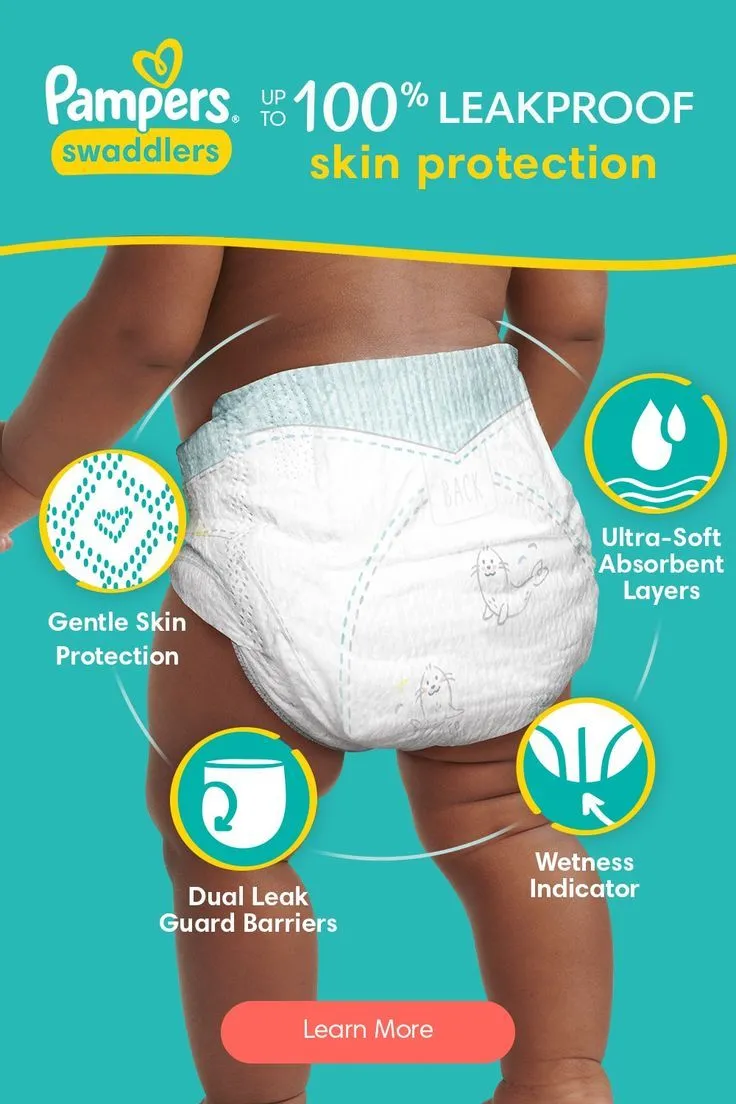 Pampers®
swaddlers
UP TO 100% LEAKPROOF
skin protection
BACK
Ultra-Soft
Absorbent
Layers
Gentle Skin
Protection
Wetness
Indicator
Dual Leak
Guard Barriers
Learn More